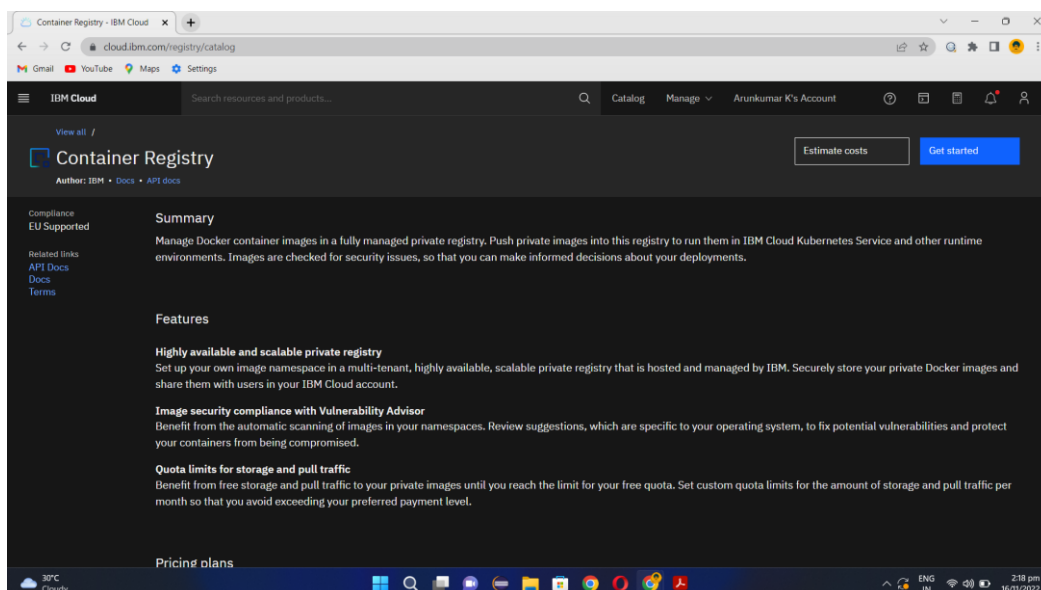 Container Registry - IBM Cloud
cloud.ibm.com/registry/catalog
Gmail YouTube Maps Settings
IBM Cloud Search resources and products... Catalog Manage Arunkumar K's Account
View all /
Container Registry
Estimate costs Get started
Author: IBM • Docs • API docs
Compliance
EU Supported
Related links
API Docs
Docs
Terms
Summary
Manage Docker container images in a fully managed private registry. Push private images into this registry to run them in IBM Cloud Kubernetes Service and other runtime
environments. Images are checked for security issues, so that you can make informed decisions about your deployments.
Features
Highly available and scalable private registry
Set up your own image namespace in a multi-tenant, highly available, scalable private registry that is hosted and managed by IBM. Securely store your private Docker images and
share them with users in your IBM Cloud account.
Image security compliance with Vulnerability Advisor
Benefit from the automatic scanning of images in your namespaces. Review suggestions, which are specific to your operating system, to fix potential vulnerabilities and protect
your containers from being compromised.
Quota limits for storage and pull traffic
Benefit from free storage and pull traffic to your private images until you reach the limit for your free quota. Set custom quota limits for the amount of storage and pull traffic per
month so that you avoid exceeding your preferred payment level.
Pricing plans
30°C
Cloudy
ENG
IN
2:18 pm
16/11/2022